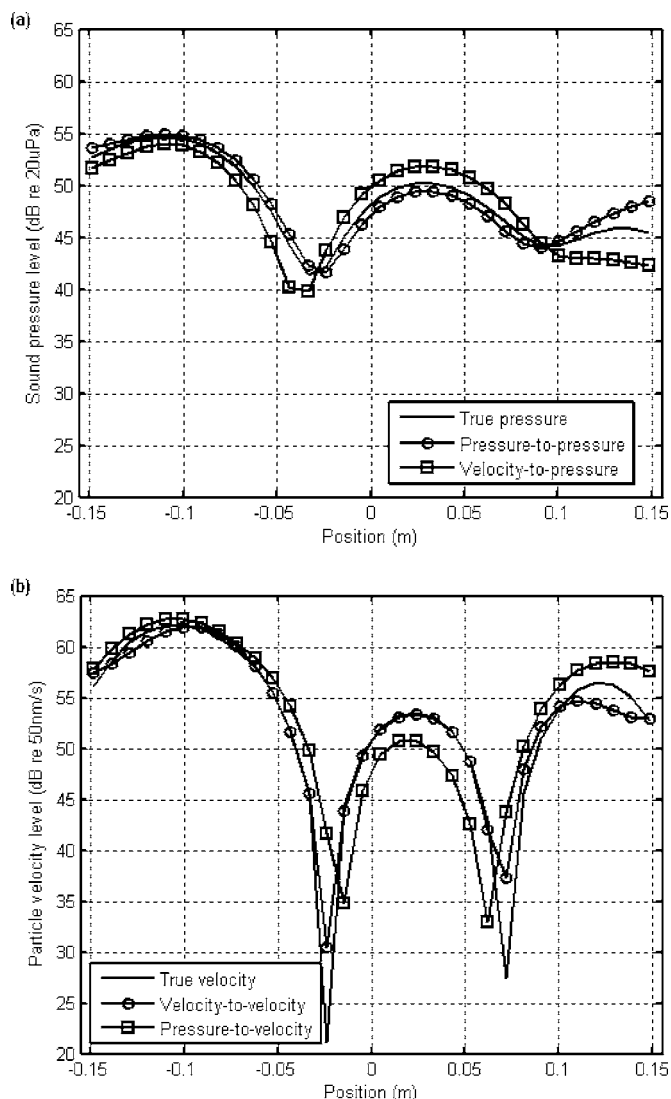 (a)
65
60
55
50
45
40
35
30
25
20
Sound pressure level (dB re 20uPa)
True pressure
Pressure-to-pressure
Velocity-to-pressure
-0.15 -0.1 -0.05 0 0.05 0.1 0.15
Position (m)
(b)
65
60
55
50
45
40
35
30
25
20
Particle velocity level (dB re 50nm/s)
True velocity
Velocity-to-velocity
Pressure-to-velocity
-0.15 -0.1 -0.05 0 0.05 0.1 0.15
Position (m)